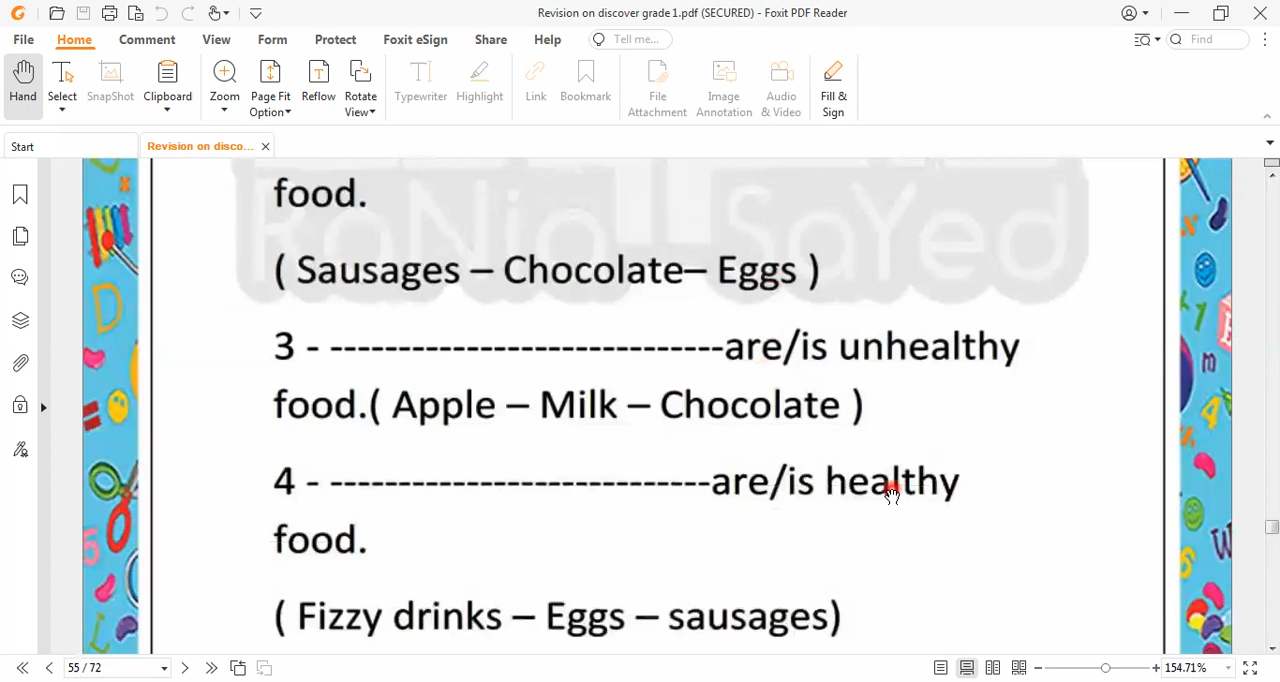 Revision on discover grade1.pdf (SECURED) - Foxit PDF Reader
File Home Comment View Form Protect Foxit eSign Share Help Tell me... Find
Hand Select SnapShot Clipboard Zoom Page Fit Option Reflow Rotate View Typewriter Highlight Link Bookmark File Attachment Image Annotation Audio & Video Fill & Sign
Start Revision on disco...
food.
RaNia SaYed
( Sausages – Chocolate– Eggs )
3 - -----------------------------are/is unhealthy
food.( Apple – Milk – Chocolate )
4 - ----------------------------are/is healthy
food.
( Fizzy drinks – Eggs – sausages)
55 / 72 154.71%